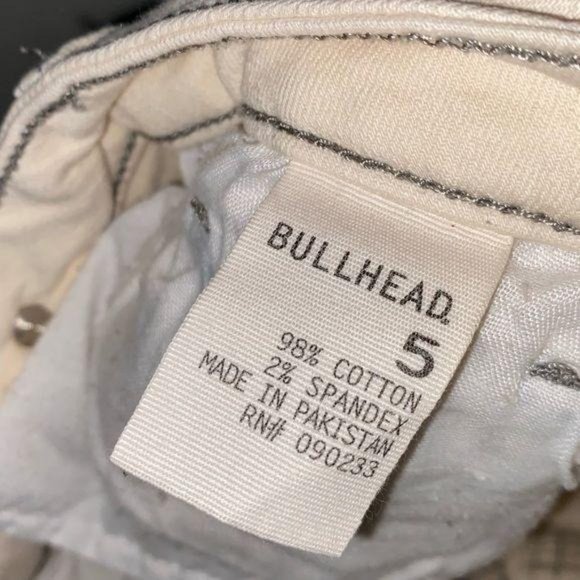 BULLHEAD.
5
98% COTTON
2% SPANDEX
MADE IN PAKISTAN
RN# 090233